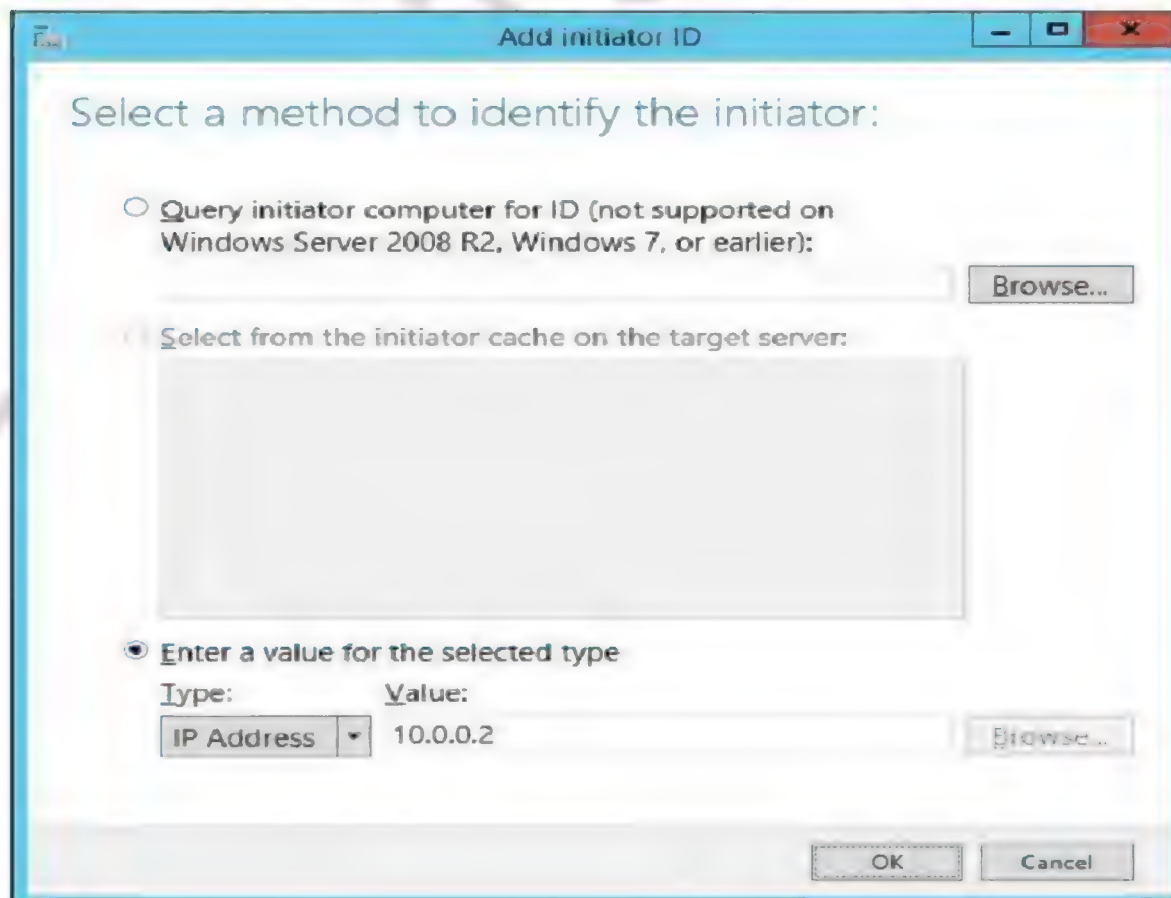 Add initiator ID
Select a method to identify the initiator:
Query initiator computer for ID (not supported on
Windows Server 2008 R2, Windows 7, or earlier):
Browse...
Select from the initiator cache on the target server:
Enter a value for the selected type
Type: Value:
IP Address 10.0.0.2 Browse...
OK Cancel